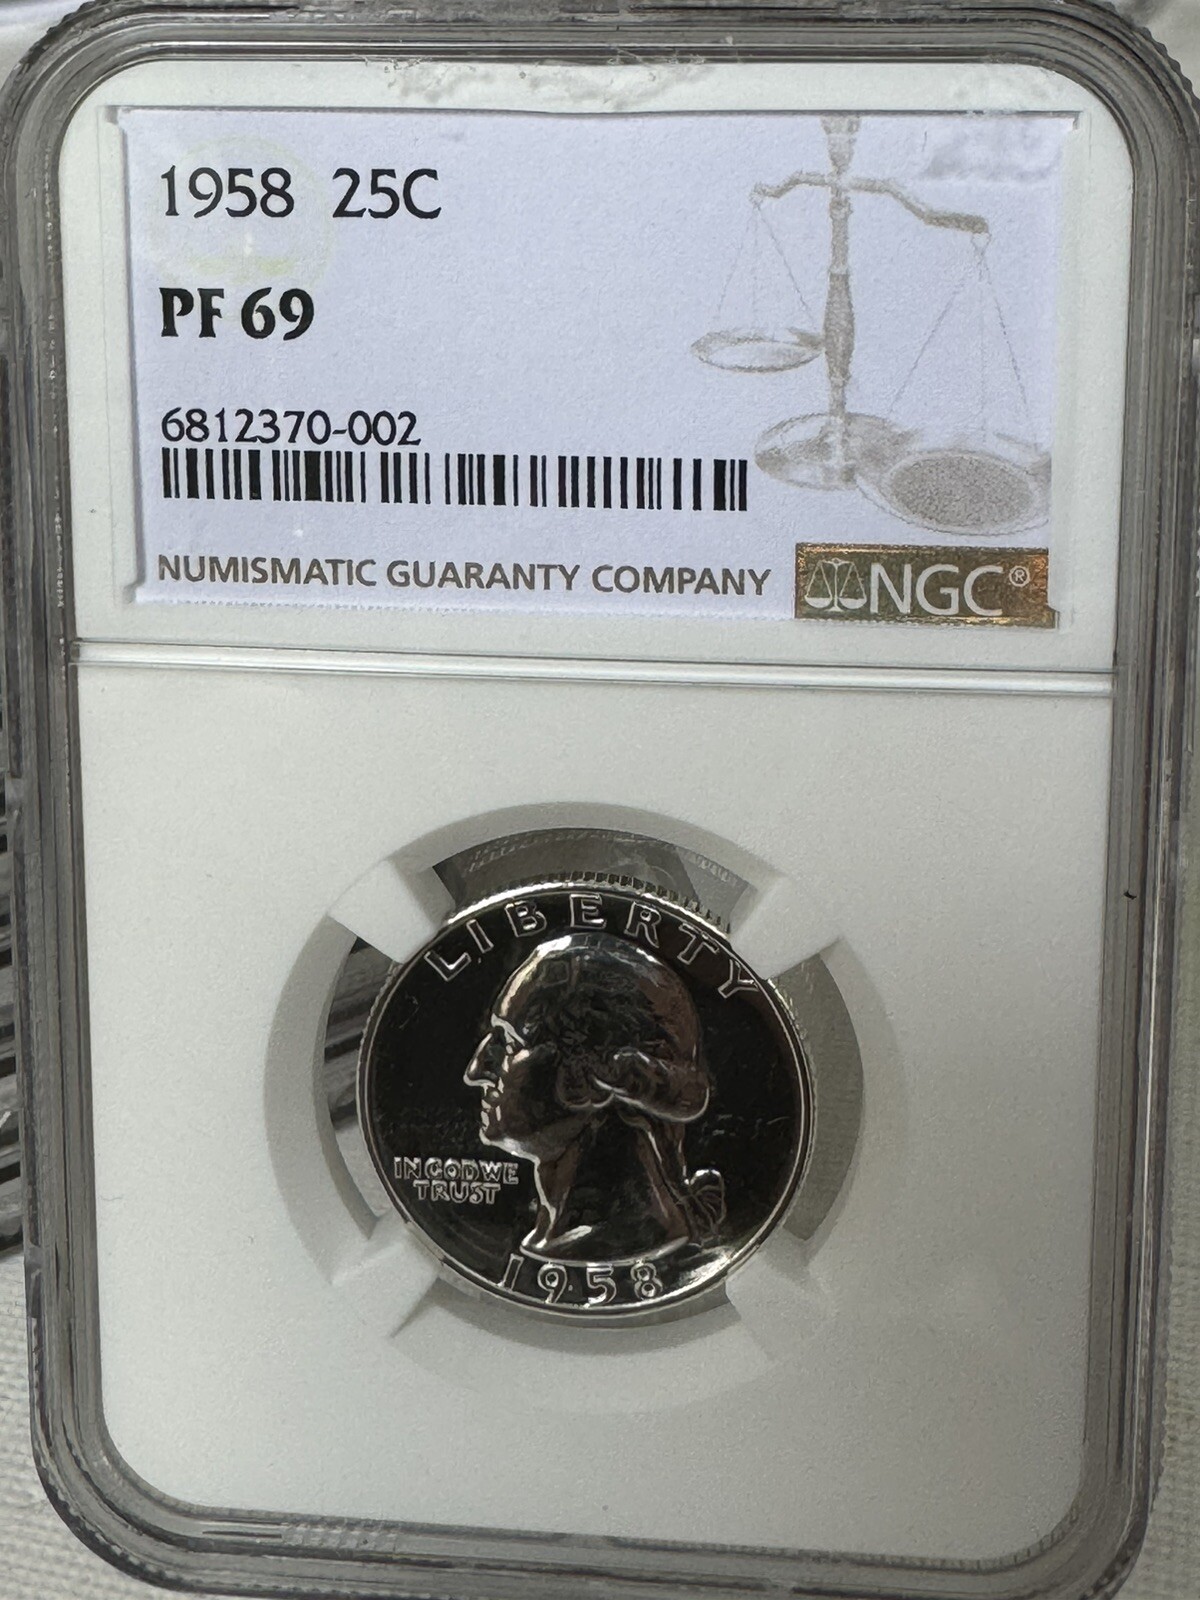 1958 25C
PF 69
6812370-002
NUMISMATIC GUARANTY COMPANY
NGC®
LIBERTY
IN GOD WE
TRUST
1958